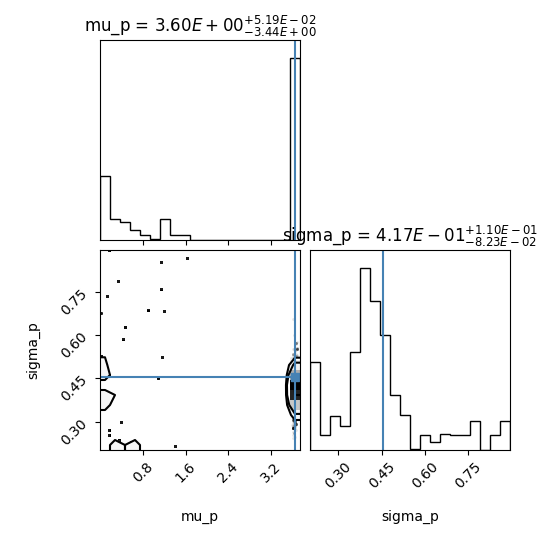 mu_p = 3.60E + 00+5.19E − 02
−3.44E + 00
sigma_p = 4.17E − 01+1.10E − 01
−8.23E − 02
sigma_p
0.75
0.60
0.45
0.30
0.8 1.6 2.4 3.2
0.30 0.45 0.60 0.75
mu_p sigma_p